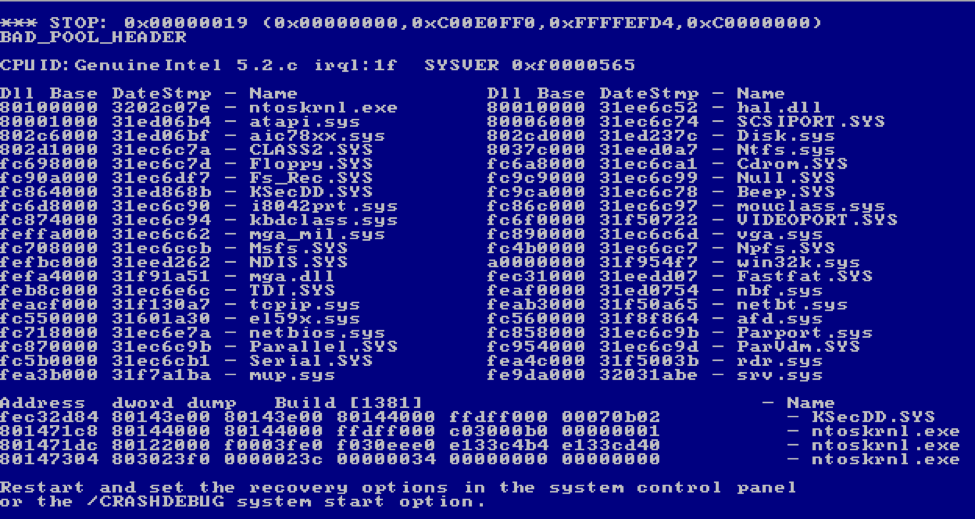 *** STOP: 0x00000019 (0x00000000,0xC00E0FF0,0xFFFFEFD4,0xC0000000)
BAD_POOL_HEADER
CPUID:GenuineIntel 5.2.c irql:1f SYSVER 0xf0000565
Dll Base DateStmp - Name Dll Base DateStmp - Name
80100000 3202c07e - ntoskrnl.exe 80010000 31ee6c52 - hal.dll
80001000 31ed06b4 - atapi.sys 80006000 31ec6c74 - SCSIPORT.SYS
802c6000 31ed06bf - aic78xx.sys 802cd000 31ed237c - Disk.sys
802d1000 31ec6c7a - CLASS2.SYS 8037c000 31eed0a7 - Ntfs.sys
fc698000 31ec6c7d - Floppy.SYS fc6a8000 31ec6ca1 - Cdrom.SYS
fc90a000 31ec6df7 - Fs_Rec.SYS fc9c9000 31ec6c99 - Null.SYS
fc864000 31ed868b - KSecDD.SYS fc9ca000 31ec6c78 - Beep.SYS
fc6d8000 31ec6c90 - i8042prt.sys fc86c000 31ec6c97 - mouclass.sys
fc874000 31ec6c94 - kbdclass.sys fc6f0000 31f50722 - VIDEOPORT.SYS
feffa000 31ec6c62 - mga_mil.sys fc890000 31ec6c6d - vga.sys
fc708000 31ec6ccb - Msfs.SYS fc4b0000 31ec6cc7 - Npfs.SYS
fefbc000 31eed262 - NDIS.SYS a0000000 31f954f7 - win32k.sys
fefa4000 31f91a51 - mga.dll fec31000 31eedd07 - Fastfat.SYS
feb8c000 31ec6e6c - TDI.SYS feaf0000 31ed0754 - nbf.sys
feacf000 31f130a7 - tcpip.sys feab3000 31f50a65 - netbt.sys
fc550000 31601a30 - el59x.sys fc560000 31f8f864 - afd.sys
fc718000 31ec6e7a - netbios.sys fc858000 31ec6c9b - Parport.sys
fc870000 31ec6c9b - Parallel.SYS fc954000 31ec6c9d - ParVdm.SYS
fc5b0000 31ec6cb1 - Serial.SYS fea4c000 31f5003b - rdr.sys
fea3b000 31f7a1ba - mup.sys fe9da000 32031abe - srv.sys
Address dword dump Build [1381] - Name
fec32d84 80143e00 80143e00 80144000 ffdff000 00070b02 - KSecDD.SYS
801471c8 80144000 80144000 ffdff000 c03000b0 00000001 - ntoskrnl.exe
801471dc 80122000 f0003fe0 f030eee0 e133c4b4 e133cd40 - ntoskrnl.exe
80147304 803023f0 0000023c 00000034 00000000 00000000 - ntoskrnl.exe
Restart and set the recovery options in the system control panel
or the /CRASHDEBUG system start option.